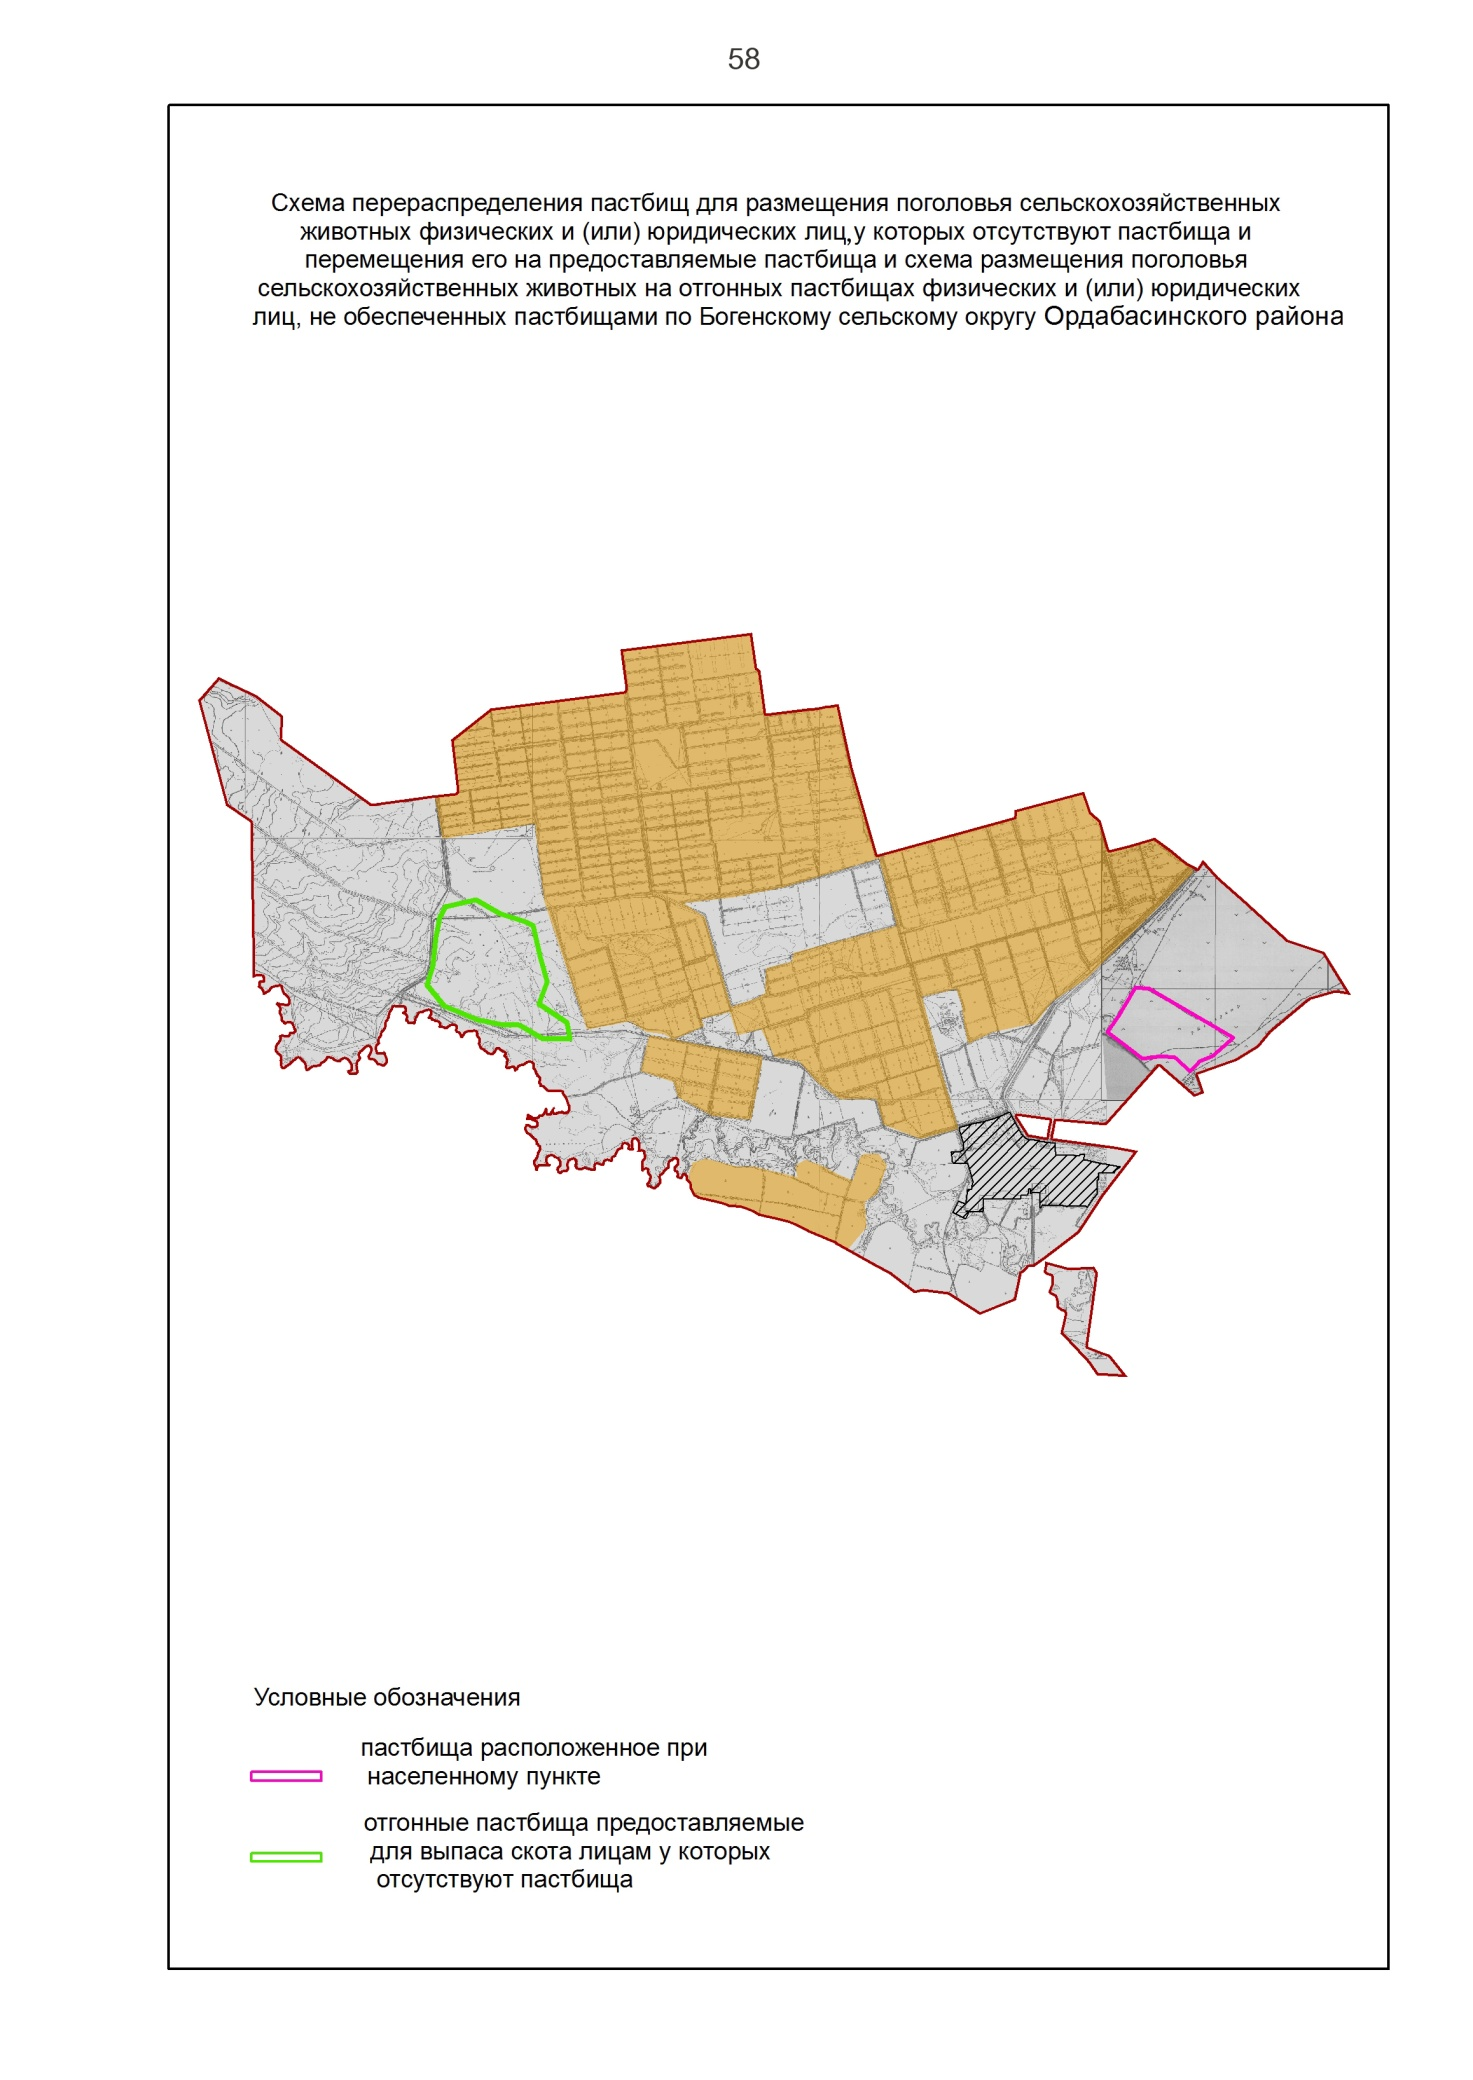 58
Схема перераспределения пастбищ для размещения поголовья сельскохозяйственных
животных физических и (или) юридических лиц,у которых отсутствуют пастбища и
перемещения его на предоставляемые пастбища и схема размещения поголовья
сельскохозяйственных животных на отгонных пастбищах физических и (или) юридических
лиц, не обеспеченных пастбищами по Богенскому сельскому округу Ордабасинского района
Условные обозначения
пастбища расположенное при
населенному пункте
отгонные пастбища предоставляемые
для выпаса скота лицам у которых
отсутствуют пастбища